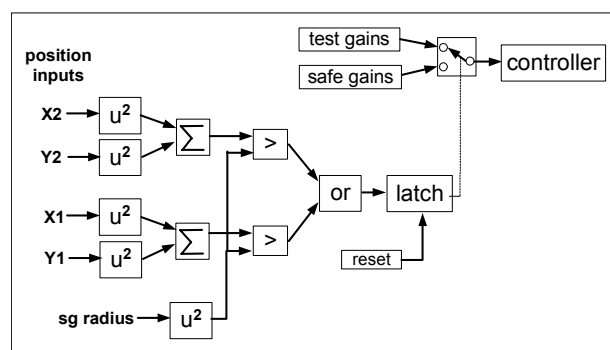 position
inputs
test gains
safe gains
controller
X2
u²
Y2
u²
∑
>
X1
u²
Y1
u²
∑
>
or
latch
reset
sg radius
u²